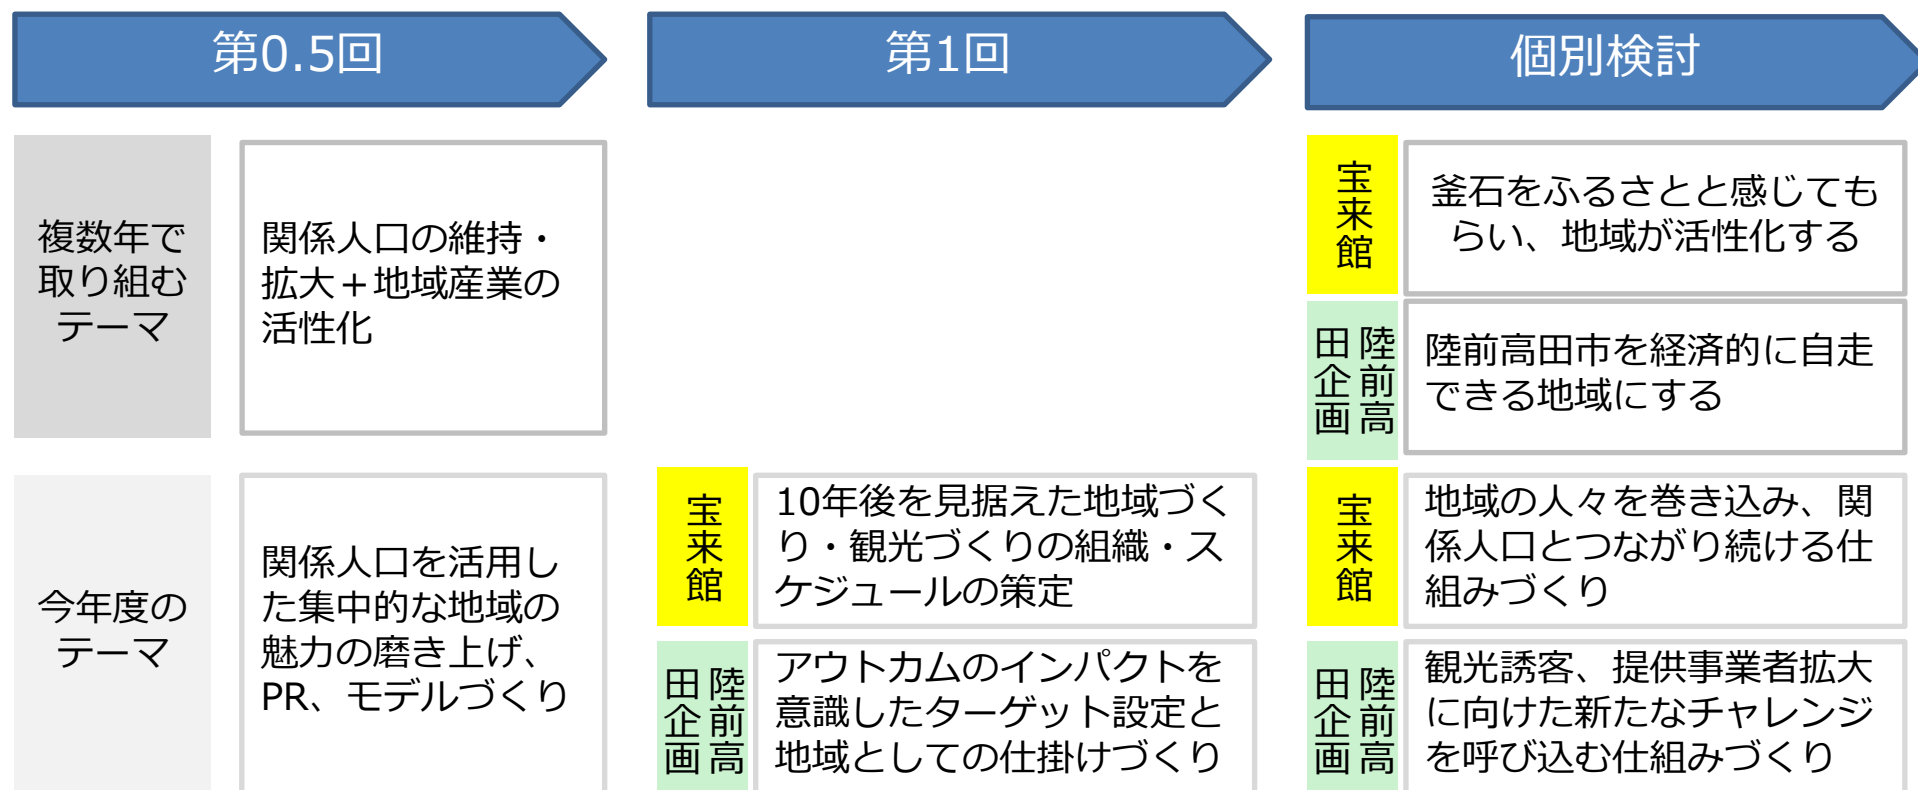 第0.5回
第1回
個別検討
複数年で
取り組む
テーマ
関係人口の維持・
拡大＋地域産業の
活性化
宝来館
釜石をふるさとと感じても
らい、地域が活性化する
陸前高
田企画
陸前高田市を経済的に自走
できる地域にする
今年度の
テーマ
関係人口を活用し
た集中的な地域の
魅力の磨き上げ、
PR、モデルづくり
宝来館
10年後を見据えた地域づく
り・観光づくりの組織・ス
ケジュールの策定
陸前高
田企画
アウトカムのインパクトを
意識したターゲット設定と
地域としての仕掛けづくり
宝来館
地域の人々を巻き込み、関
係人口とつながり続ける仕
組みづくり
陸前高
田企画
観光誘客、提供事業者拡大
に向けた新たなチャレンジ
を呼び込む仕組みづくり